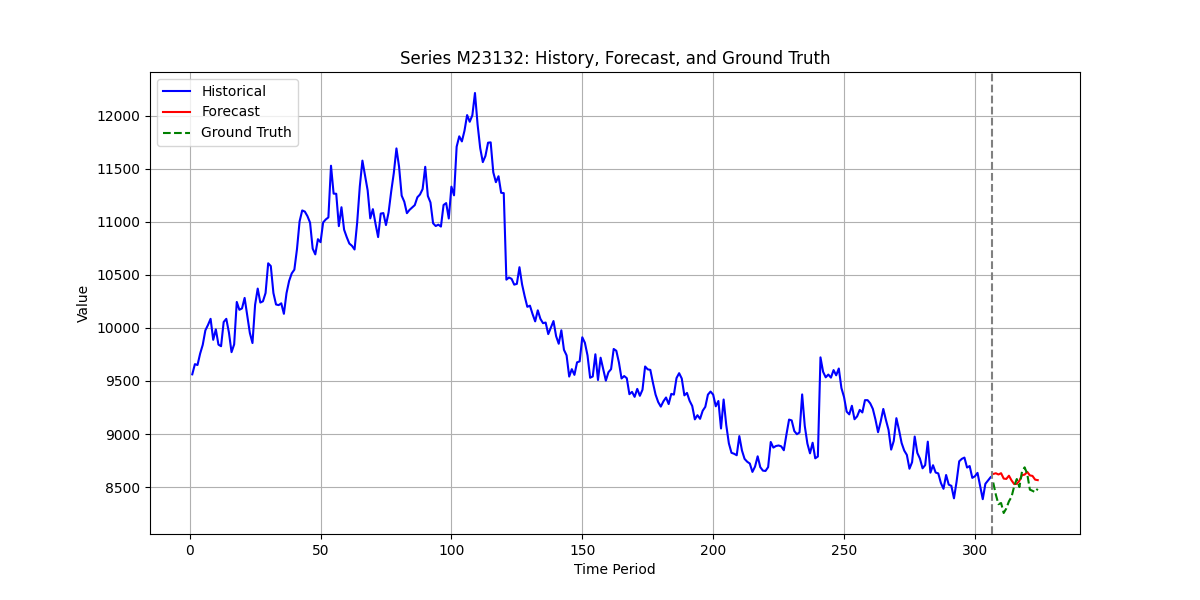 Series M23132: History, Forecast, and Ground Truth
Historical
Forecast
Ground Truth
12000
11500
11000
10500
10000
9500
9000
8500
Value
0 50 100 150 200 250 300
Time Period